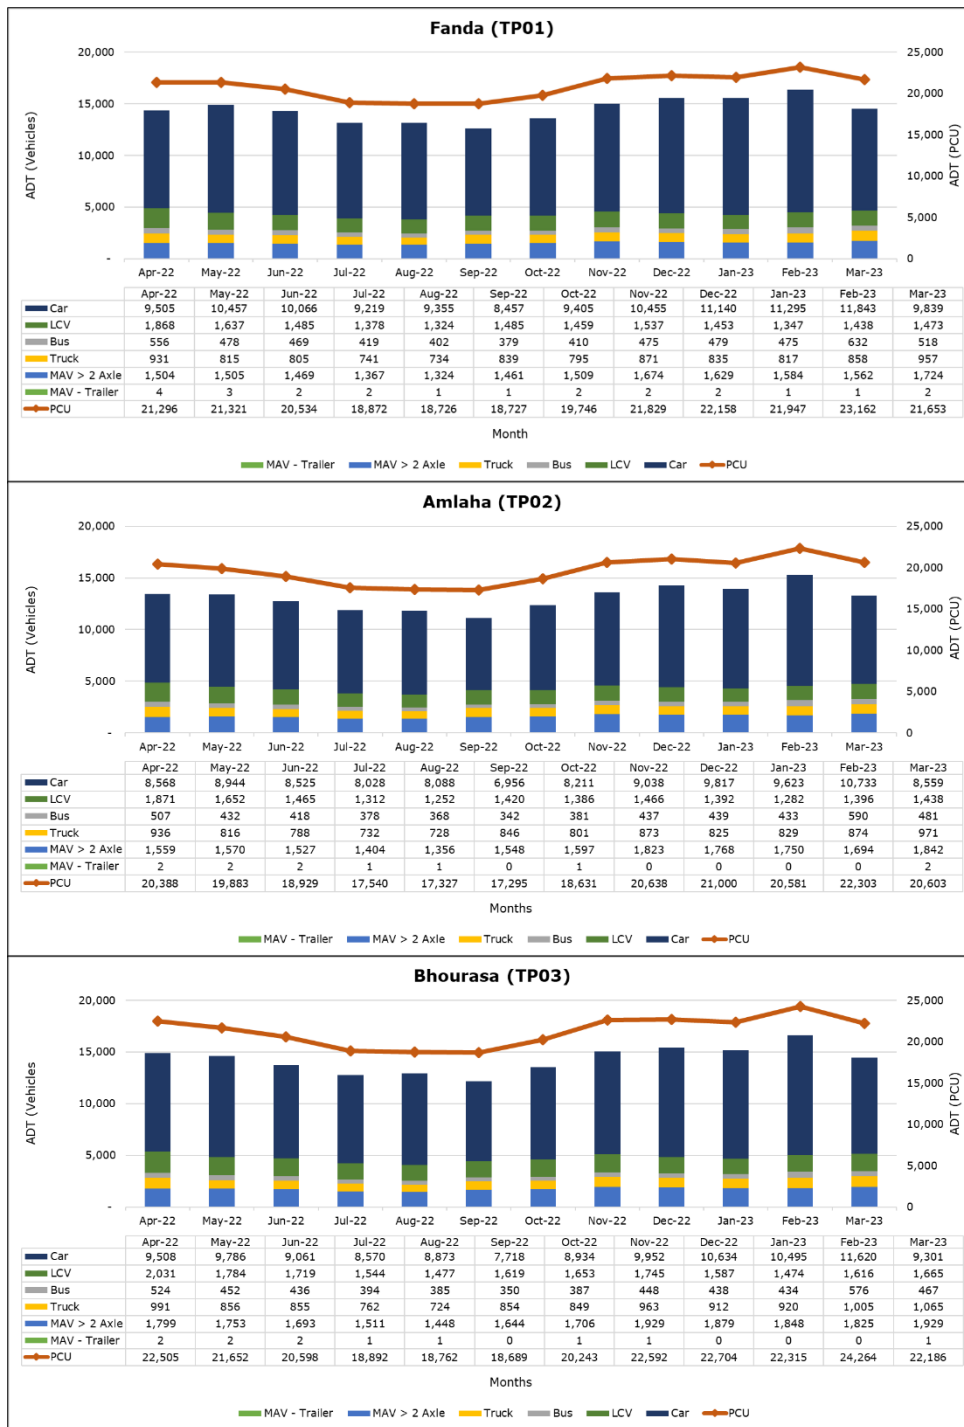 Fanda (TP01)
20,000 25,000
20,000
15,000
15,000
10,000
10,000
5,000
5,000
- 0
ADT (Vehicles)
ADT (PCU)
Apr-22 May-22 Jun-22 Jul-22 Aug-22 Sep-22 Oct-22 Nov-22 Dec-22 Jan-23 Feb-23 Mar-23
Apr-22 May-22 Jun-22 Jul-22 Aug-22 Sep-22 Oct-22 Nov-22 Dec-22 Jan-23 Feb-23 Mar-23
Car 9,505 10,457 10,066 9,219 9,355 8,457 9,405 10,455 11,140 11,295 11,843 9,839
LCV 1,868 1,637 1,485 1,378 1,324 1,485 1,459 1,537 1,453 1,347 1,438 1,473
Bus 556 478 469 419 402 379 410 475 479 475 632 518
Truck 931 815 805 741 734 839 795 871 835 817 858 957
MAV > 2 Axle 1,504 1,505 1,469 1,367 1,324 1,461 1,509 1,674 1,629 1,584 1,562 1,724
MAV - Trailer 4 3 2 2 1 1 2 2 2 1 1 2
PCU 21,296 21,321 20,534 18,872 18,726 18,727 19,746 21,829 22,158 21,947 23,162 21,653
Month
MAV - Trailer MAV > 2 Axle Truck Bus LCV Car PCU
Amlaha (TP02)
20,000 25,000
20,000
15,000
15,000
10,000
10,000
5,000
5,000
- 0
ADT (Vehicles)
ADT (PCU)
Apr-22 May-22 Jun-22 Jul-22 Aug-22 Sep-22 Oct-22 Nov-22 Dec-22 Jan-23 Feb-23 Mar-23
Apr-22 May-22 Jun-22 Jul-22 Aug-22 Sep-22 Oct-22 Nov-22 Dec-22 Jan-23 Feb-23 Mar-23
Car 8,568 8,944 8,525 8,028 8,088 6,956 8,211 9,038 9,817 9,623 10,733 8,559
LCV 1,871 1,652 1,465 1,312 1,252 1,420 1,386 1,466 1,392 1,282 1,396 1,438
Bus 507 432 418 378 368 342 381 437 439 433 590 481
Truck 936 816 788 732 728 846 801 873 825 829 874 971
MAV > 2 Axle 1,559 1,570 1,527 1,404 1,356 1,548 1,597 1,823 1,768 1,750 1,694 1,842
MAV - Trailer 2 2 2 1 1 0 1 0 0 0 0 2
PCU 20,388 19,883 18,929 17,540 17,327 17,295 18,631 20,638 21,000 20,581 22,303 20,603
Months
MAV - Trailer MAV > 2 Axle Truck Bus LCV Car PCU
Bhourasa (TP03)
20,000 25,000
20,000
15,000
15,000
10,000
10,000
5,000
5,000
- 0
ADT (Vehicles
ADT (PCU)
Apr-22 May-22 Jun-22 Jul-22 Aug-22 Sep-22 Oct-22 Nov-22 Dec-22 Jan-23 Feb-23 Mar-23
Apr-22 May-22 Jun-22 Jul-22 Aug-22 Sep-22 Oct-22 Nov-22 Dec-22 Jan-23 Feb-23 Mar-23
Car 9,508 9,786 9,061 8,570 8,873 7,718 8,934 9,952 10,634 10,495 11,620 9,301
LCV 2,031 1,784 1,719 1,544 1,477 1,619 1,653 1,745 1,587 1,474 1,616 1,665
Bus 524 452 436 394 385 350 387 448 438 434 576 467
Truck 991 856 855 762 724 854 849 963 912 920 1,005 1,065
MAV > 2 Axle 1,799 1,753 1,693 1,511 1,448 1,644 1,706 1,929 1,879 1,848 1,825 1,929
MAV - Trailer 2 2 2 1 1 0 1 1 0 0 0 1
PCU 22,505 21,652 20,598 18,892 18,762 18,689 20,243 22,592 22,704 22,315 24,264 22,186
Months
MAV - Trailer MAV > 2 Axle Truck Bus LCV Car PCU